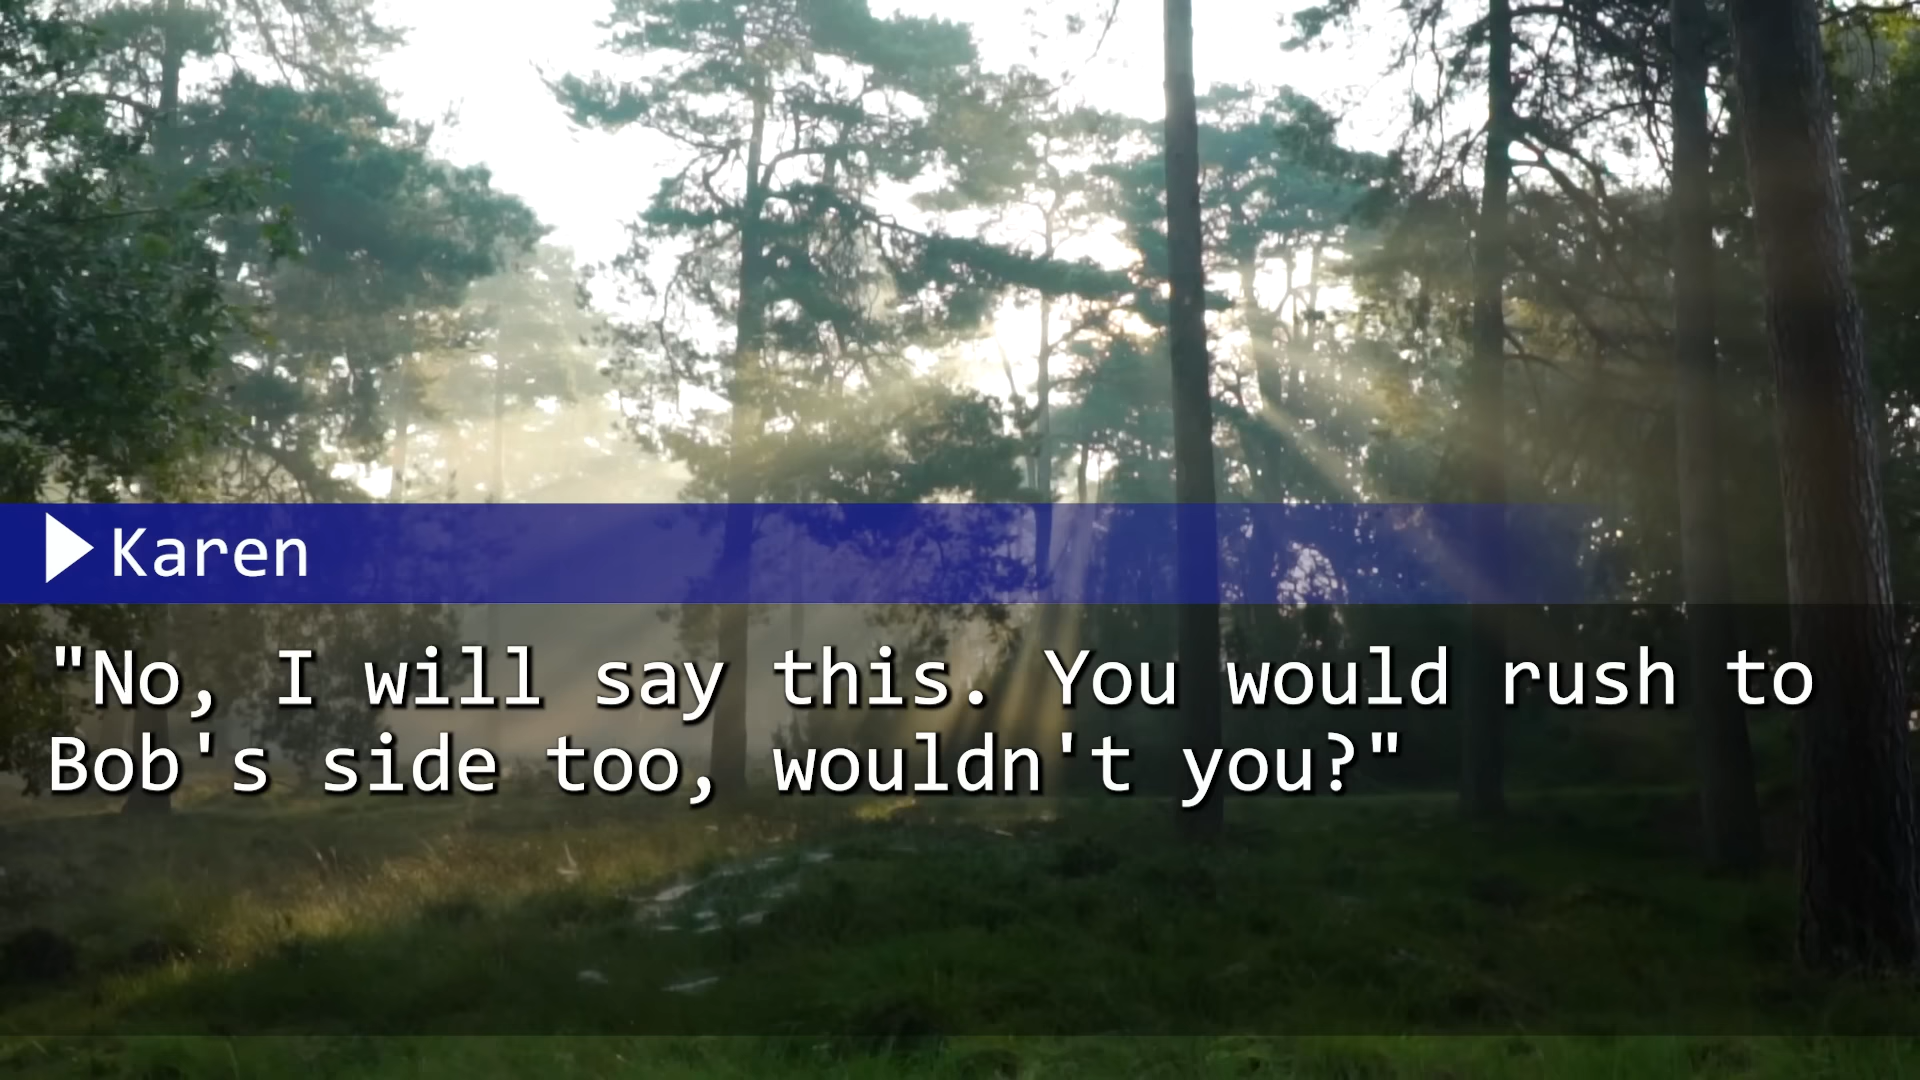 Karen
"No, I will say this. You would rush to
Bob's side too, wouldn't you?"